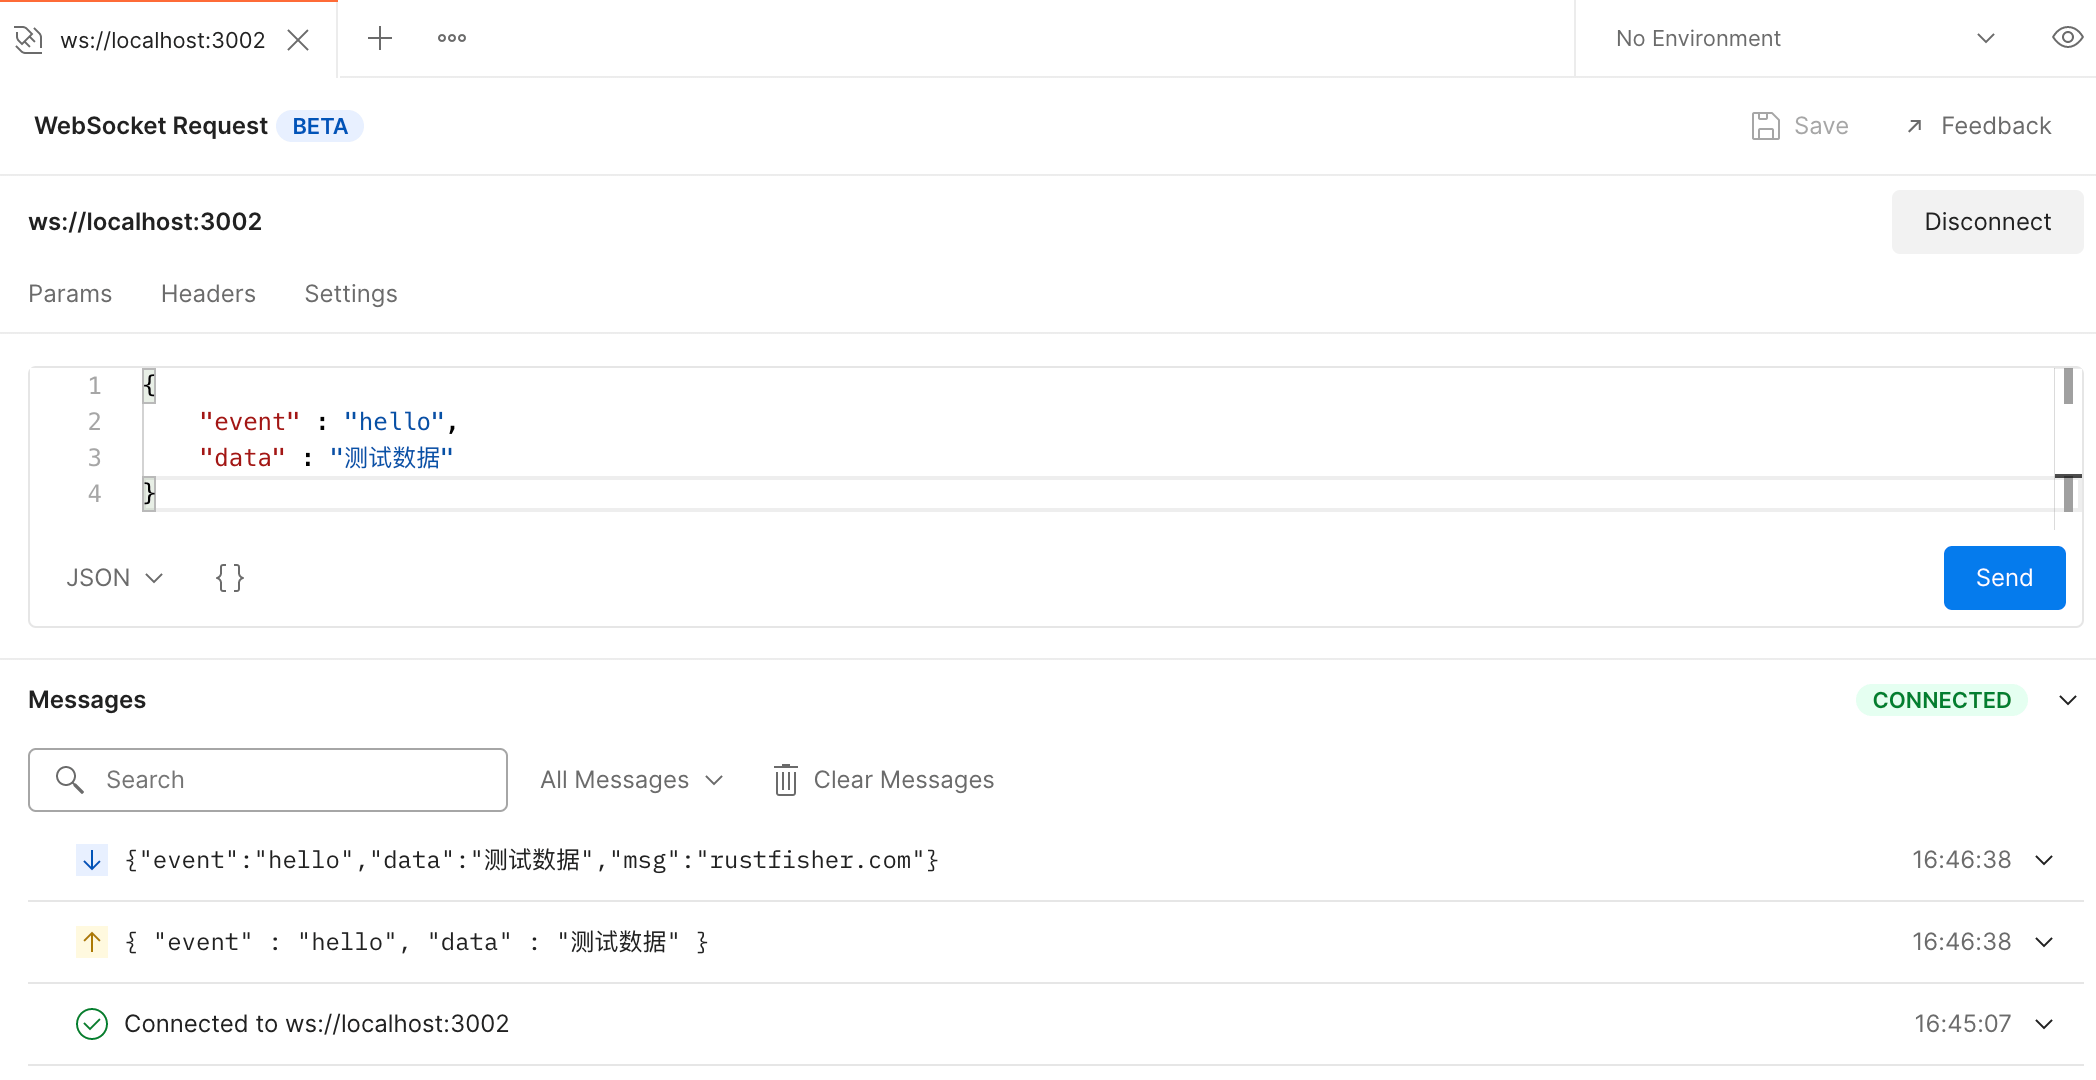 ws://localhost:3002
No Environment
WebSocket Request BETA
Save
Feedback
ws://localhost:3002
Disconnect
Params Headers Settings
1 {
2 "event" : "hello",
3 "data" : "测试数据"
4 }
JSON {} Send
Messages
CONNECTED
Search
All Messages
Clear Messages
{"event":"hello","data":"测试数据","msg":"rustfisher.com"} 16:46:38
{ "event" : "hello", "data" : "测试数据" } 16:46:38
Connected to ws://localhost:3002 16:45:07